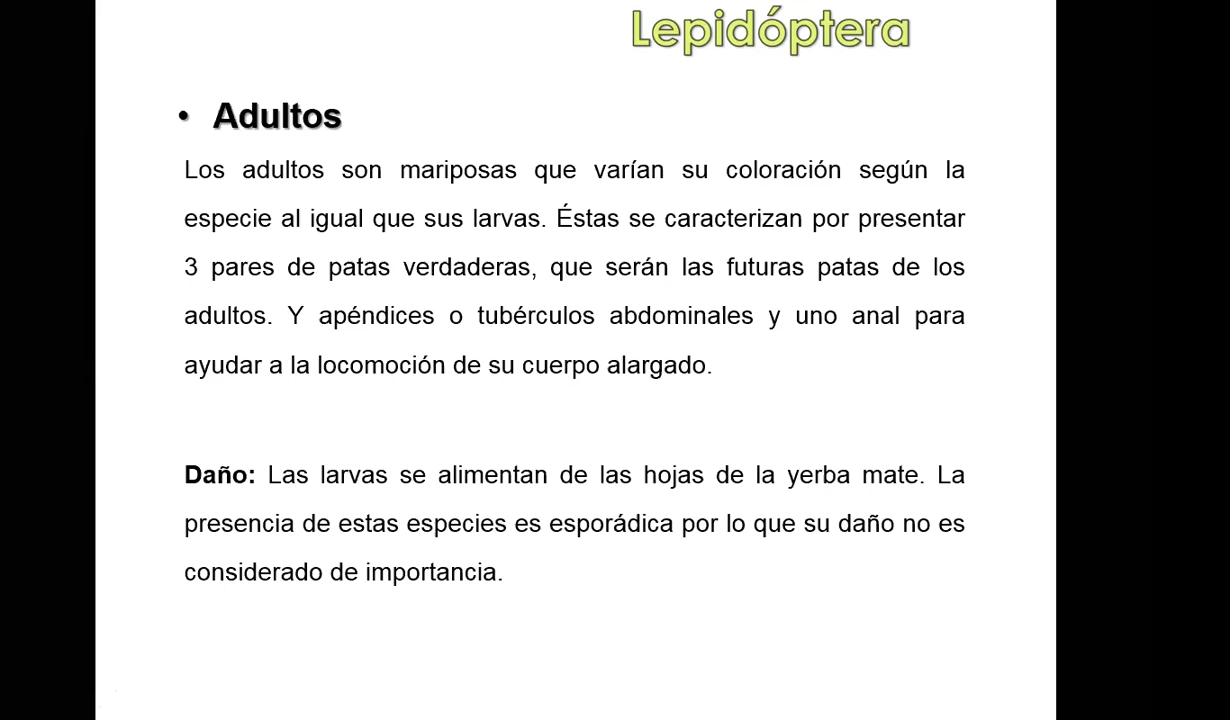 Lepidóptera
• Adultos
Los adultos son mariposas que varían su coloración según la
especie al igual que sus larvas. Éstas se caracterizan por presentar
3 pares de patas verdaderas, que serán las futuras patas de los
adultos. Y apéndices o tubérculos abdominales y uno anal para
ayudar a la locomoción de su cuerpo alargado.
Daño: Las larvas se alimentan de las hojas de la yerba mate. La
presencia de estas especies es esporádica por lo que su daño no es
considerado de importancia.